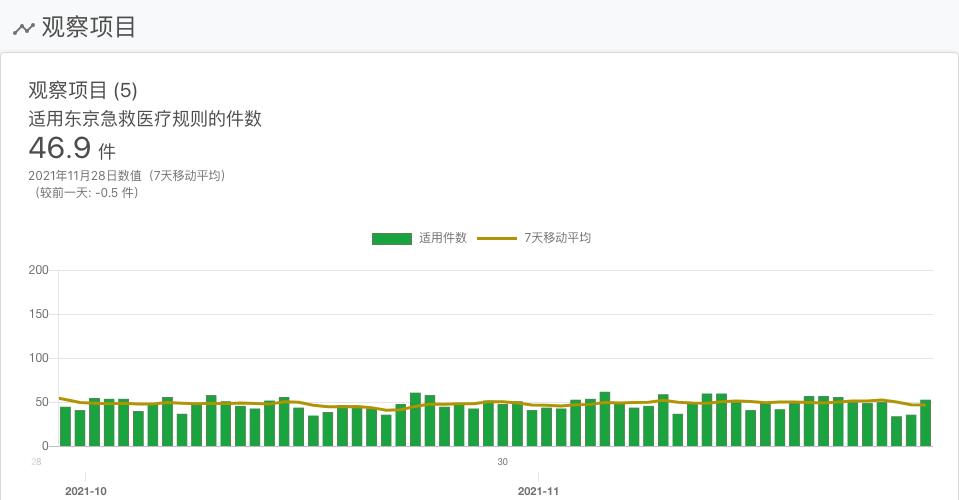 观察项目
观察项目 (5)
适用东京急救医疗规则的件数
46.9 件
2021年11月28日数值（7天移动平均）
（较前一天: -0.5 件）
适用件数 7天移动平均
200
150
100
50
0
28 30
2021-10 2021-11